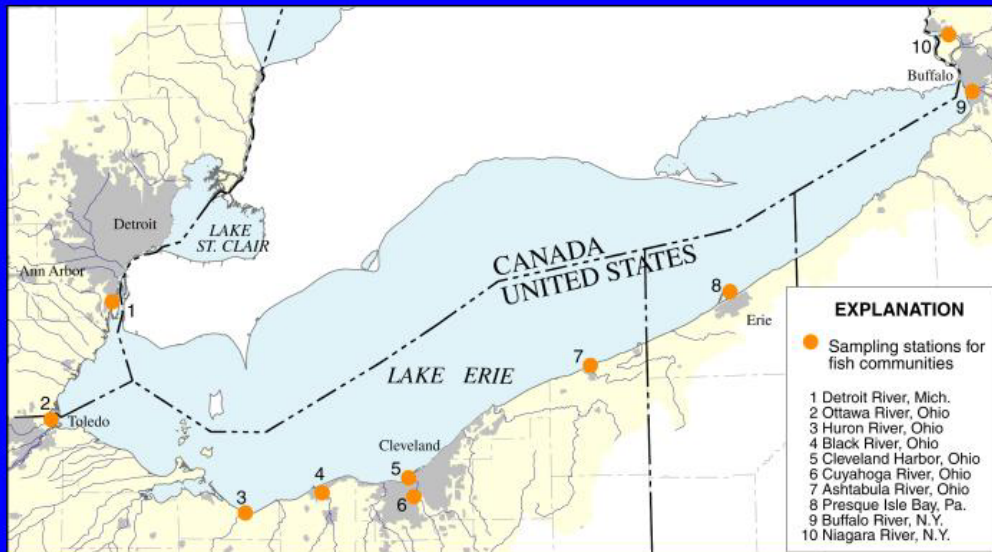 10
Buffalo
9
Detroit
LAKE
ST. CLAIR
Ann Arbor
1
CANADA
UNITED STATES
8
Erie
7
LAKE ERIE
2
Toledo
Cleveland
5
6
4
3
EXPLANATION
Sampling stations for
fish communities
1 Detroit River, Mich.
2 Ottawa River, Ohio
3 Huron River, Ohio
4 Black River, Ohio
5 Cleveland Harbor, Ohio
6 Cuyahoga River, Ohio
7 Ashtabula River, Ohio
8 Presque Isle Bay, Pa.
9 Buffalo River, N.Y.
10 Niagara River, N.Y.